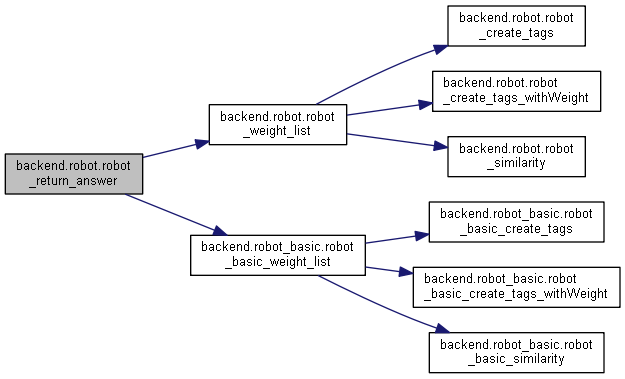 backend.robot.robot
_create_tags
backend.robot.robot
_create_tags_withWeight
backend.robot.robot
_weight_list
backend.robot.robot
_similarity
backend.robot.robot
_return_answer
backend.robot_basic.robot
_basic_create_tags
backend.robot_basic.robot
_basic_weight_list
backend.robot_basic.robot
_basic_create_tags_withWeight
backend.robot_basic.robot
_basic_similarity